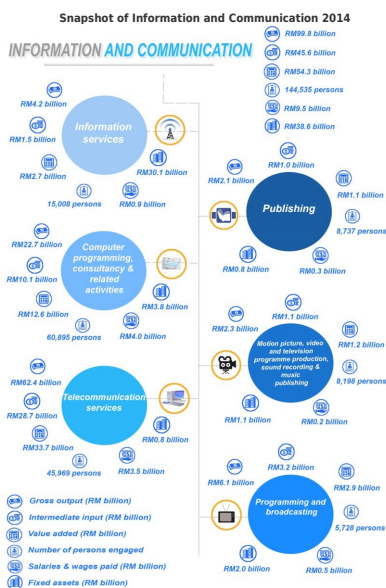 Snapshot of Information and Communication 2014
INFORMATION AND COMMUNICATION
RM99.8 billion
RM45.6 billion
RM54.3 billion
144,535 persons
RM9.5 billion
RM38.6 billion
RM4.2 billion
RM1.5 billion
RM2.7 billion
15,008 persons
RM0.9 billion
RM30.1 billion
Information
services
RM1.0 billion
RM2.1 billion
RM1.1 billion
8,737 persons
RM0.3 billion
RM0.8 billion
Publishing
RM22.7 billion
RM10.1 billion
RM12.6 billion
60,895 persons
RM4.0 billion
RM3.8 billion
Computer
programming,
consultancy &
related
activities
RM1.1 billion
RM2.3 billion
RM1.2 billion
8,198 persons
RM0.2 billion
RM1.1 billion
Motion picture, video
and television
programme production,
sound recording &
music
publishing
RM62.4 billion
RM28.7 billion
RM33.7 billion
45,969 persons
RM3.5 billion
RM0.8 billion
Telecommunication
services
RM3.2 billion
RM6.1 billion
RM2.9 billion
5,728 persons
RM0.5 billion
RM2.0 billion
Programming and
broadcasting
Gross output (RM billion)
Intermediate input (RM billion)
Value added (RM billion)
Number of persons engaged
Salaries & wages paid (RM billion)
Fixed assets (RM billion)